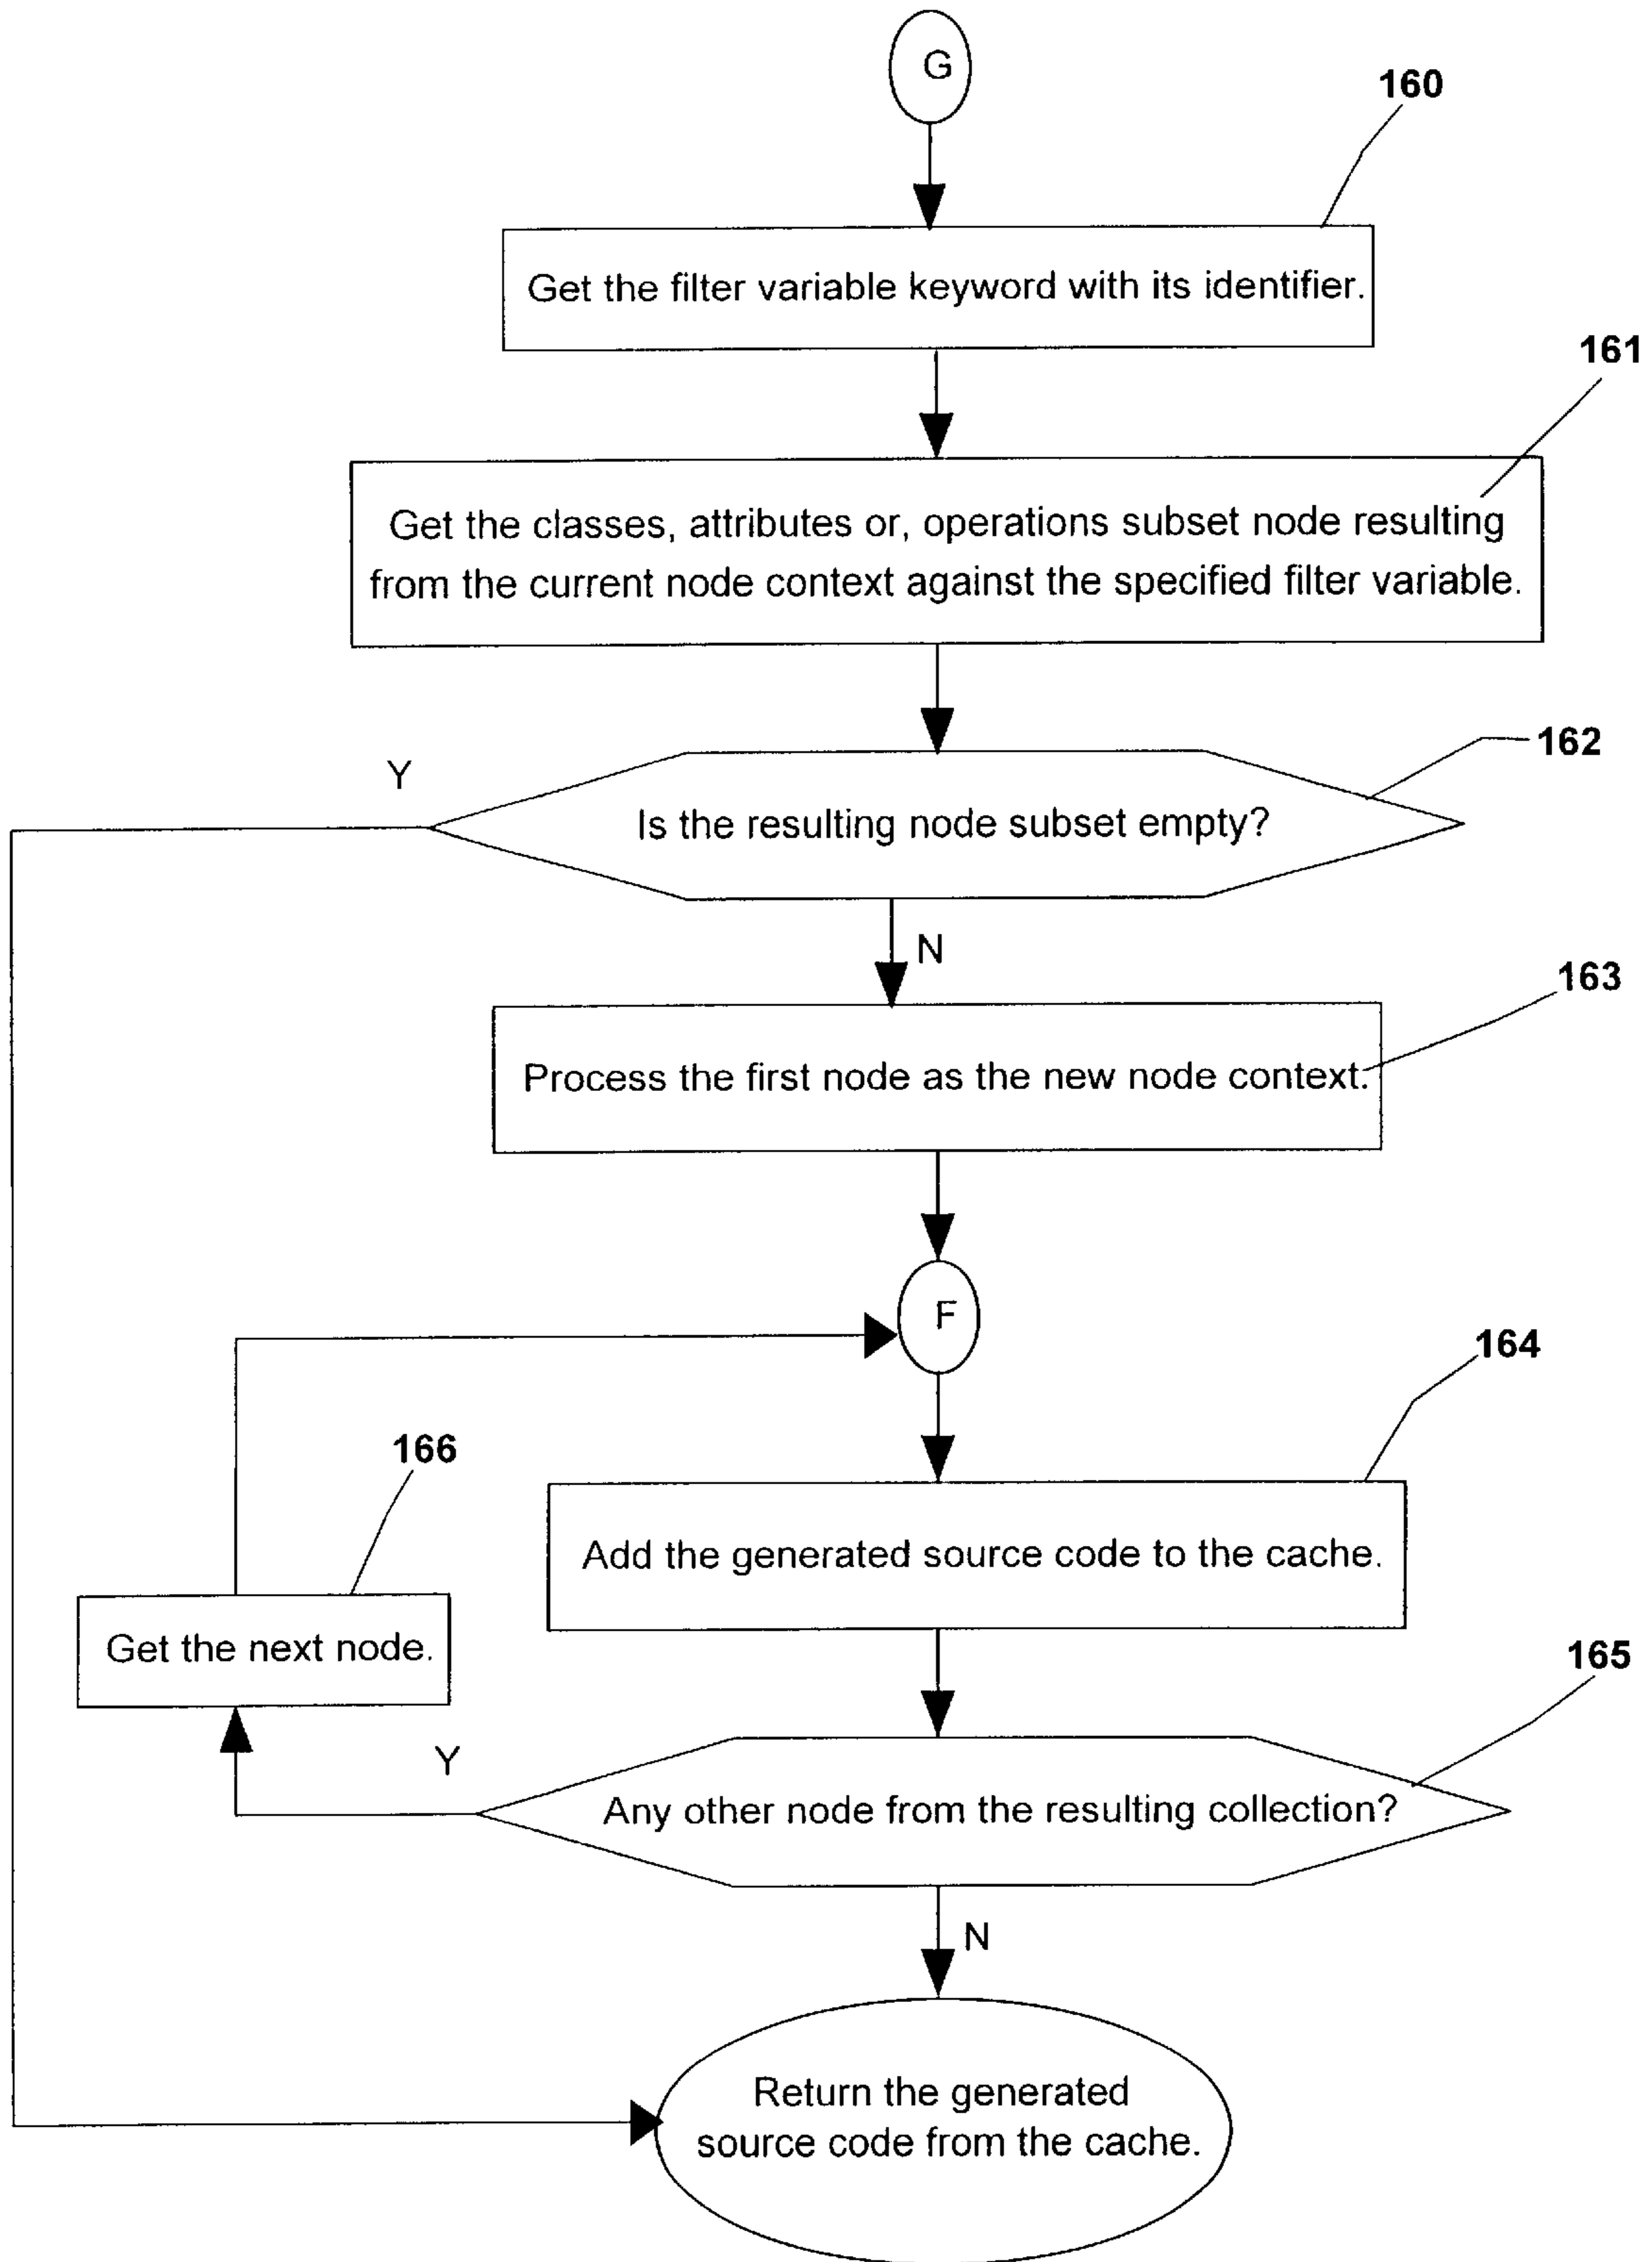 G
160
Get the filter variable keyword with its identifier.
161
Get the classes, attributes or, operations subset node resulting
from the current node context against the specified filter variable.
162
Y
Is the resulting node subset empty?
N
163
Process the first node as the new node context.
F
164
166
Add the generated source code to the cache.
Get the next node.
165
Y
Any other node from the resulting collection?
N
Return the generated
source code from the cache.